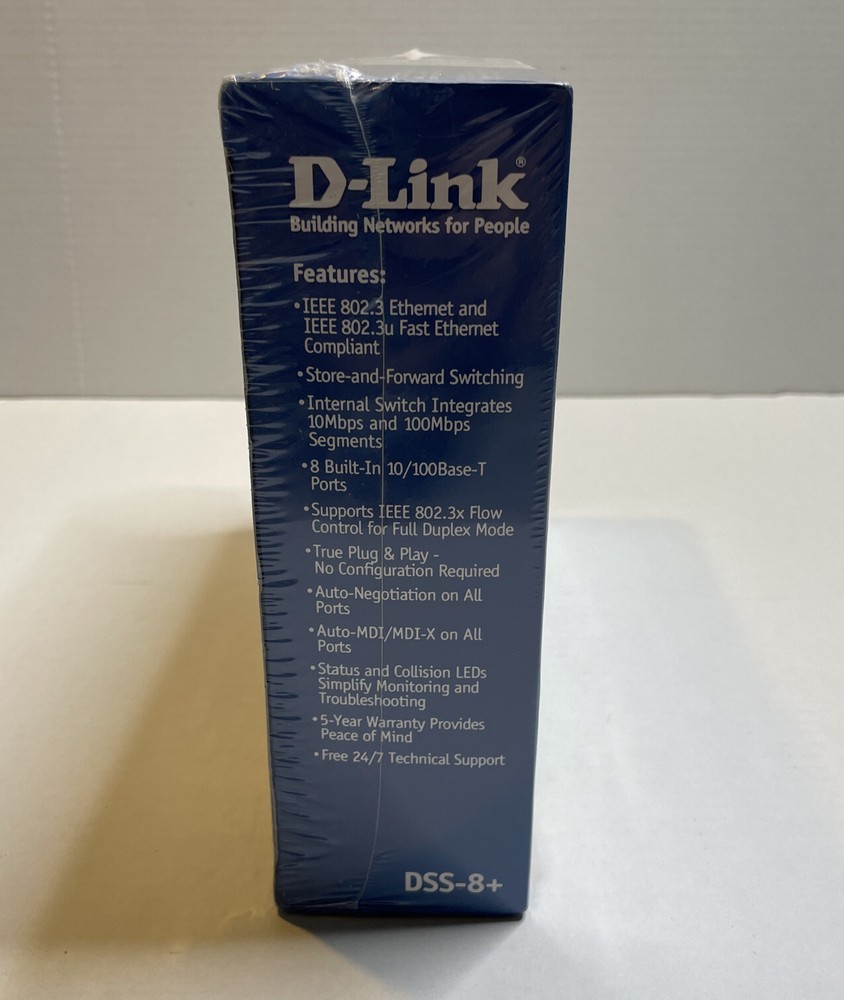 D-Link®
Building Networks for People
Features:
•IEEE 802.3 Ethernet and
IEEE 802.3u Fast Ethernet
Compliant
•Store-and-Forward Switching
•Internal Switch Integrates
10Mbps and 100Mbps
Segments
•8 Built-In 10/100Base-T
Ports
•Supports IEEE 802.3x Flow
Control for Full Duplex Mode
•True Plug & Play -
No Configuration Required
•Auto-Negotiation on All
Ports
•Auto-MDI/MDI-X on All
Ports
•Status and Collision LEDs
Simplify Monitoring and
Troubleshooting
•5-Year Warranty Provides
Peace of Mind
•Free 24/7 Technical Support
DSS-8+